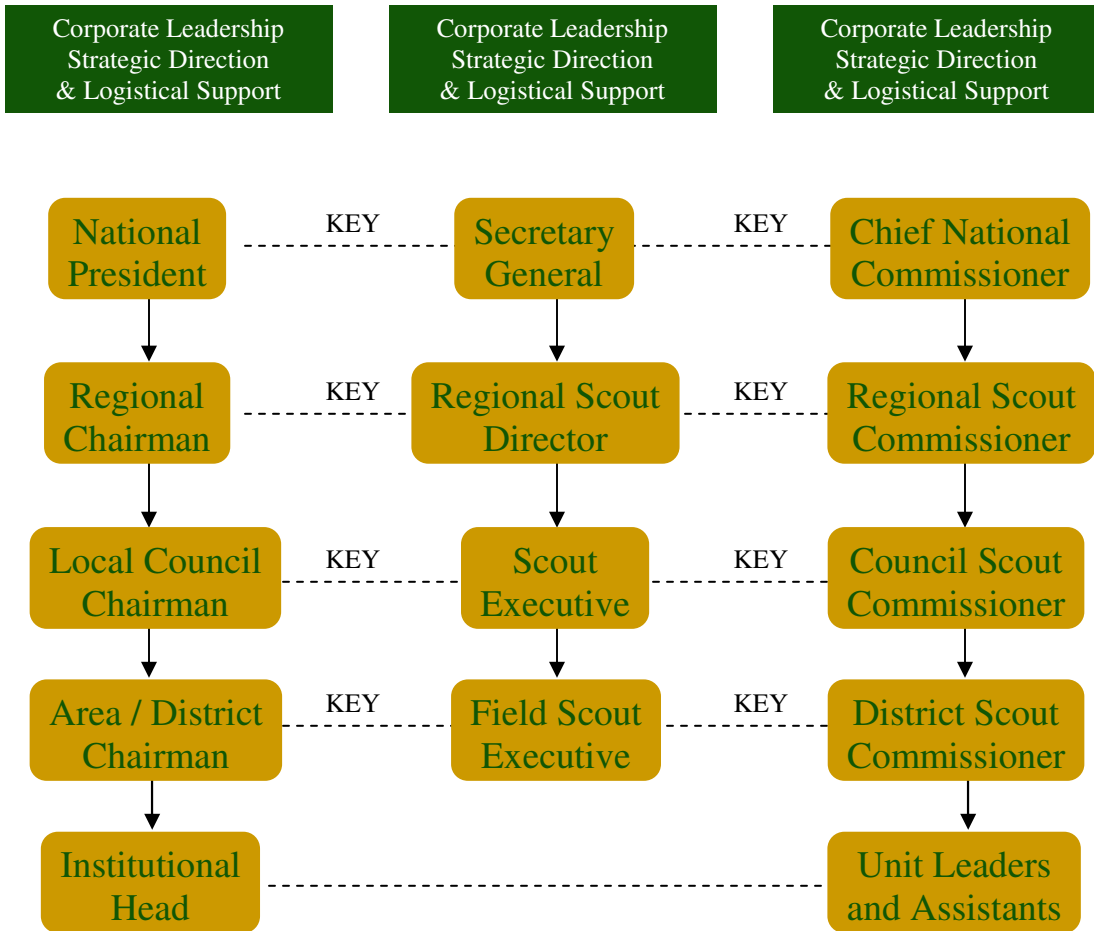 Corporate Leadership
Strategic Direction
& Logistical Support
Corporate Leadership
Strategic Direction
& Logistical Support
Corporate Leadership
Strategic Direction
& Logistical Support
National
President
KEY
Secretary
General
KEY
Chief National
Commissioner
Regional
Chairman
KEY
Regional Scout
Director
KEY
Regional Scout
Commissioner
Local Council
Chairman
KEY
Scout
Executive
KEY
Council Scout
Commissioner
Area / District
Chairman
KEY
Field Scout
Executive
KEY
District Scout
Commissioner
Institutional
Head
Unit Leaders
and Assistants